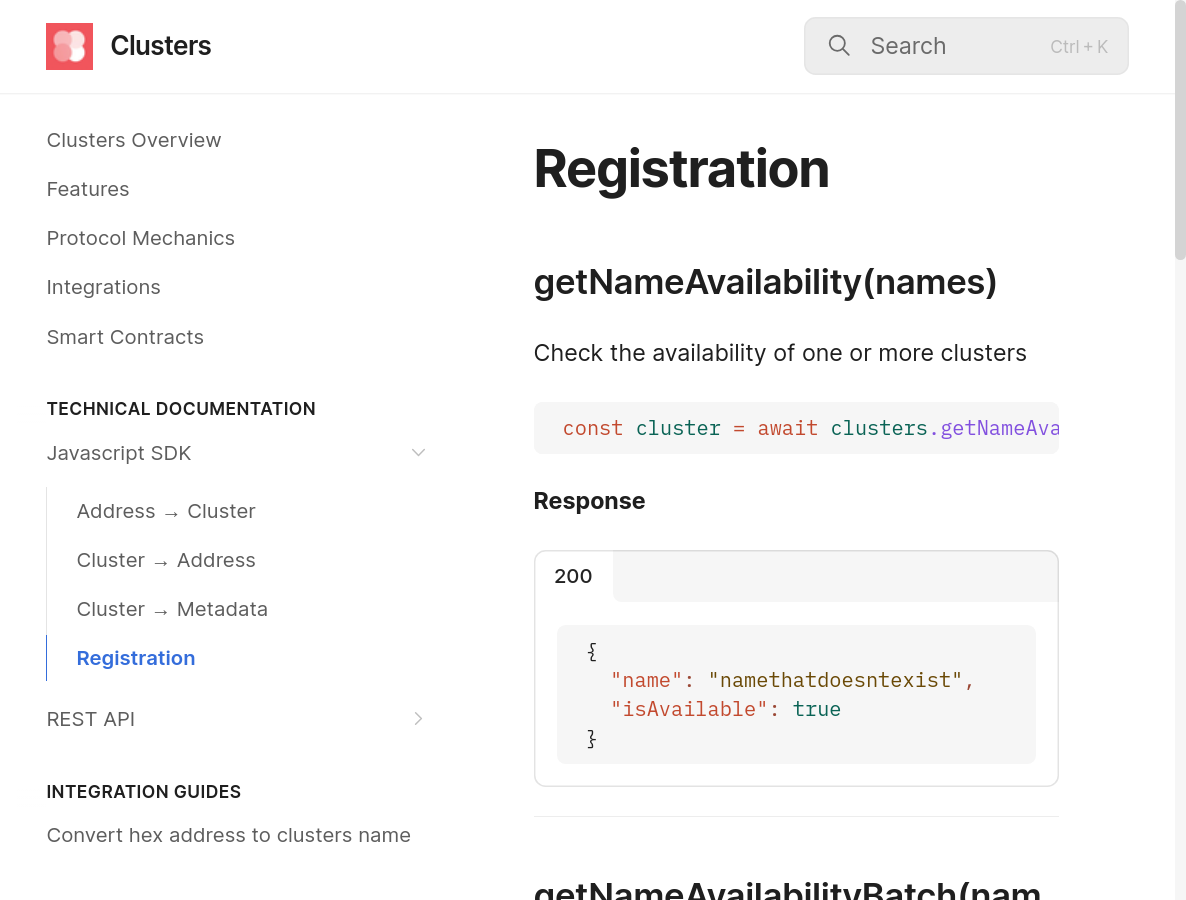 Clusters
Search
Ctrl + K
Clusters Overview
Features
Protocol Mechanics
Integrations
Smart Contracts
TECHNICAL DOCUMENTATION
Javascript SDK
Address → Cluster
Cluster → Address
Cluster → Metadata
Registration
REST API
INTEGRATION GUIDES
Convert hex address to clusters name
Registration
getNameAvailability(names)
Check the availability of one or more clusters
const cluster = await clusters.getNameAva
Response
200
{
"name": "namethatdoesntexist",
"isAvailable": true
}
getNameAvailabilityBatch(nam